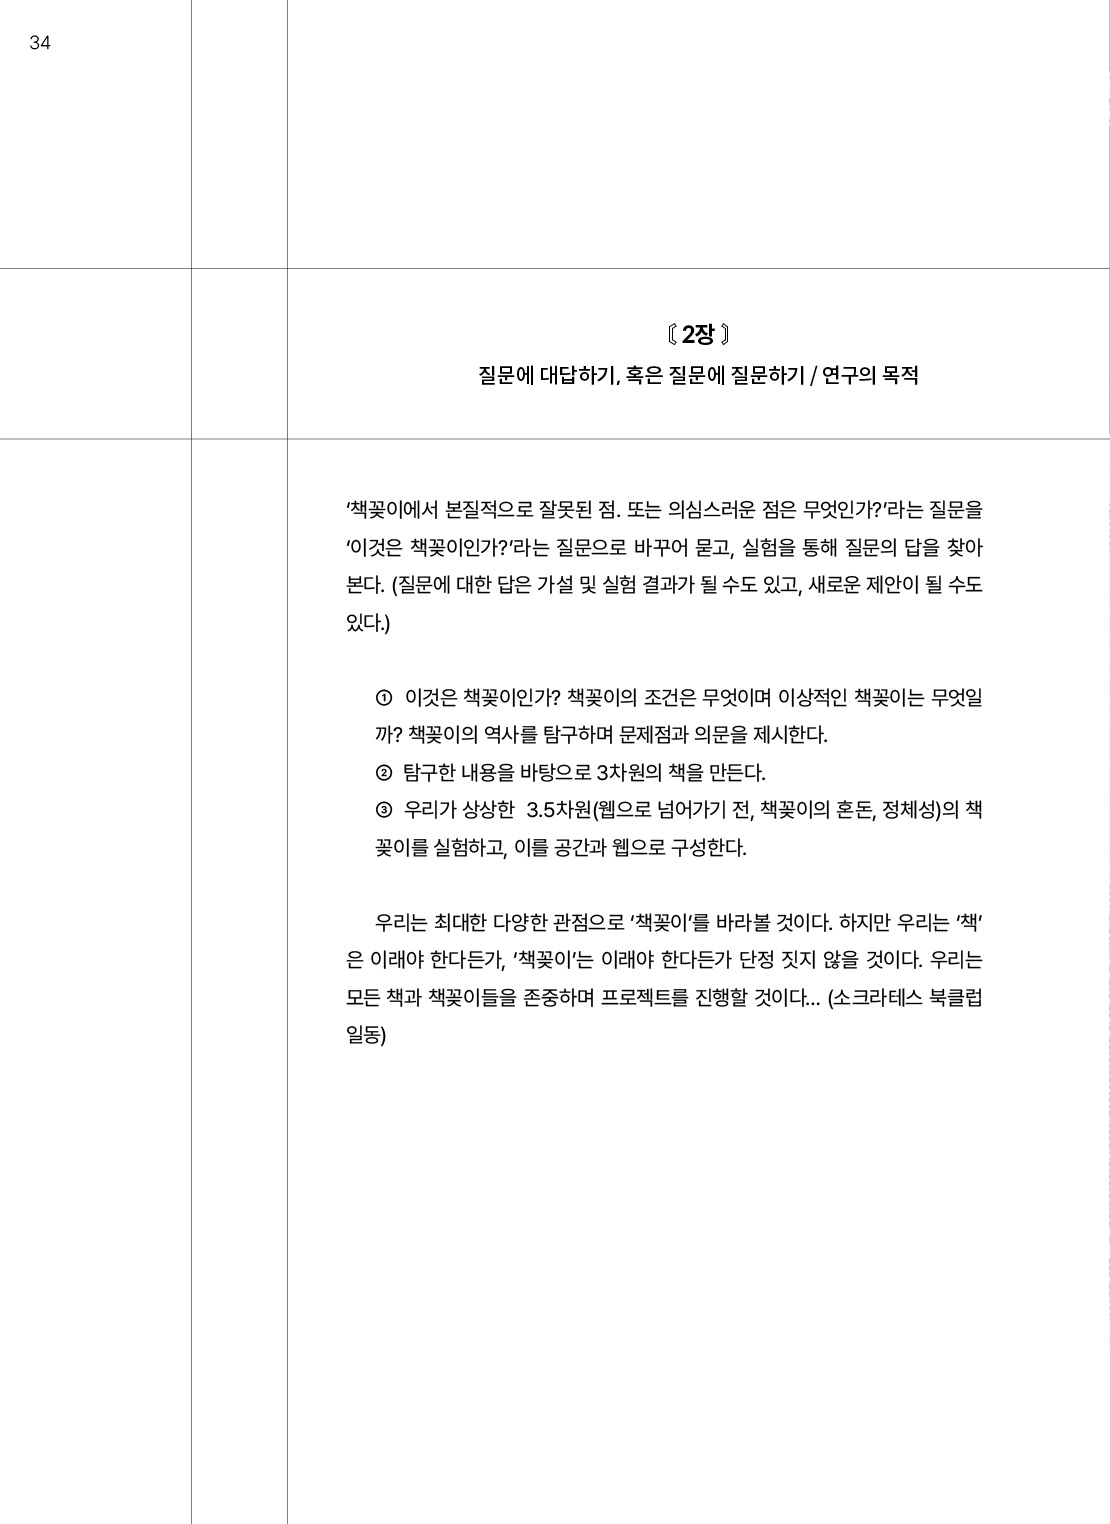 34
〘 2장 〙
질문에 대답하기, 혹은 질문에 질문하기 / 연구의 목적
‘책꽂이에서 본질적으로 잘못된 점. 또는 의심스러운 점은 무엇인가?’라는 질문을
‘이것은 책꽂이인가?’라는 질문으로 바꾸어 묻고, 실험을 통해 질문의 답을 찾아
본다. (질문에 대한 답은 가설 및 실험 결과가 될 수도 있고, 새로운 제안이 될 수도
있다.)
① 이것은 책꽂이인가? 책꽂이의 조건은 무엇이며 이상적인 책꽂이는 무엇일
까? 책꽂이의 역사를 탐구하며 문제점과 의문을 제시한다.
② 탐구한 내용을 바탕으로 3차원의 책을 만든다.
③ 우리가 상상한 3.5차원(웹으로 넘어가기 전, 책꽂이의 혼돈, 정체성)의 책
꽂이를 실험하고, 이를 공간과 웹으로 구성한다.
우리는 최대한 다양한 관점으로 ‘책꽂이’를 바라볼 것이다. 하지만 우리는 ‘책’
은 이래야 한다든가, ‘책꽂이’는 이래야 한다든가 단정 짓지 않을 것이다. 우리는
모든 책과 책꽂이들을 존중하며 프로젝트를 진행할 것이다... (소크라테스 북클럽
일동)